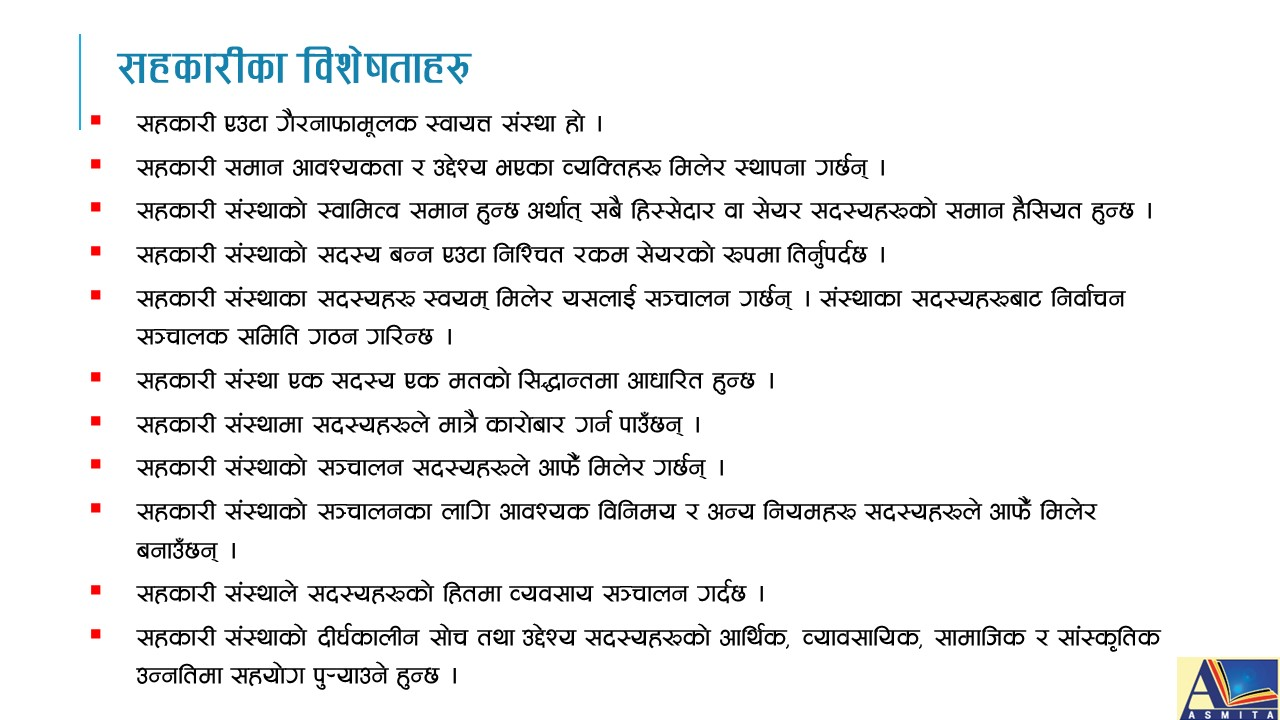 सहकारीका विशेषताहरु
सहकारी एउटा गैरनाफामूलक स्वायत्त संस्था हो ।
सहकारी समान आवश्यकता र उद्देश्य भएका व्यक्तिहरु मिलेर स्थापना गर्छन् ।
सहकारी संस्थाको स्वामित्व समान हुन्छ अर्थात् सबै हिस्सेदार वा सेयर सदस्यहरुको समान हैसियत हुन्छ ।
सहकारी संस्थाको सदस्य बन्न एउटा निश्चित रकम सेयरको रुपमा तिर्नुपर्दछ ।
सहकारी संस्थाका सदस्यहरु स्वयम् मिलेर यसलाई सञ्चालन गर्छन् । संस्थाका सदस्यहरुबाट निर्वाचन
सञ्चालक समिति गठन गरिन्छ ।
सहकारी संस्था एक सदस्य एक मतको सिद्धान्तमा आधारित हुन्छ ।
सहकारी संस्थामा सदस्यहरुले मात्रै कारोबार गर्न पाउँछन् ।
सहकारी संस्थाको सञ्चालन सदस्यहरुले आफैँ मिलेर गर्छन् ।
सहकारी संस्थाको सञ्चालनका लागि आवश्यक विनिमय र अन्य नियमहरु सदस्यहरुले आफैँ मिलेर
बनाउँछन् ।
सहकारी संस्थाले सदस्यहरुको हितमा व्यवसाय सञ्चालन गर्दछ ।
सहकारी संस्थाको दीर्घकालीन सोच तथा उद्देश्य सदस्यहरुको आर्थिक, व्यावसायिक, सामाजिक र सांस्कृतिक
उन्नतिमा सहयोग पुऱ्याउने हुन्छ ।
ASMITA